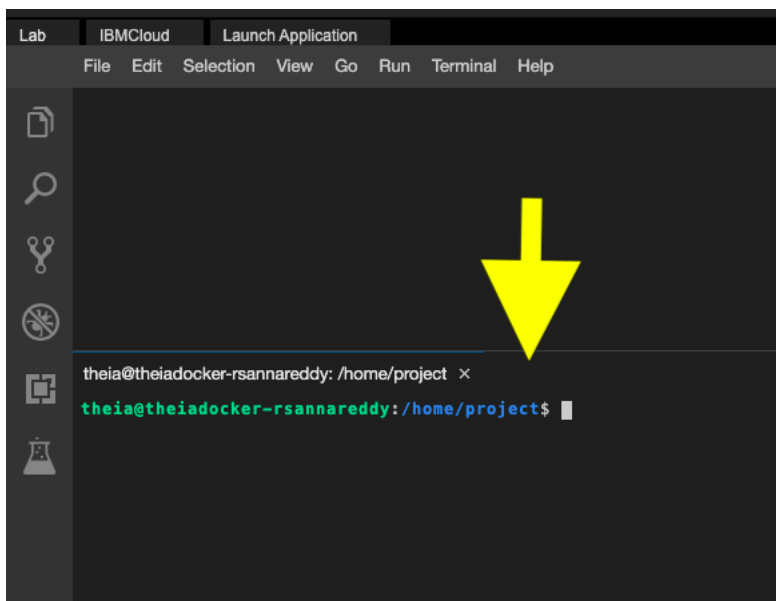 Lab IBMCloud Launch Application
File Edit Selection View Go Run Terminal Help
theia@theiadocker-rsannareddy: /home/project ×
theia@theiadocker-rsannareddy:/home/project$